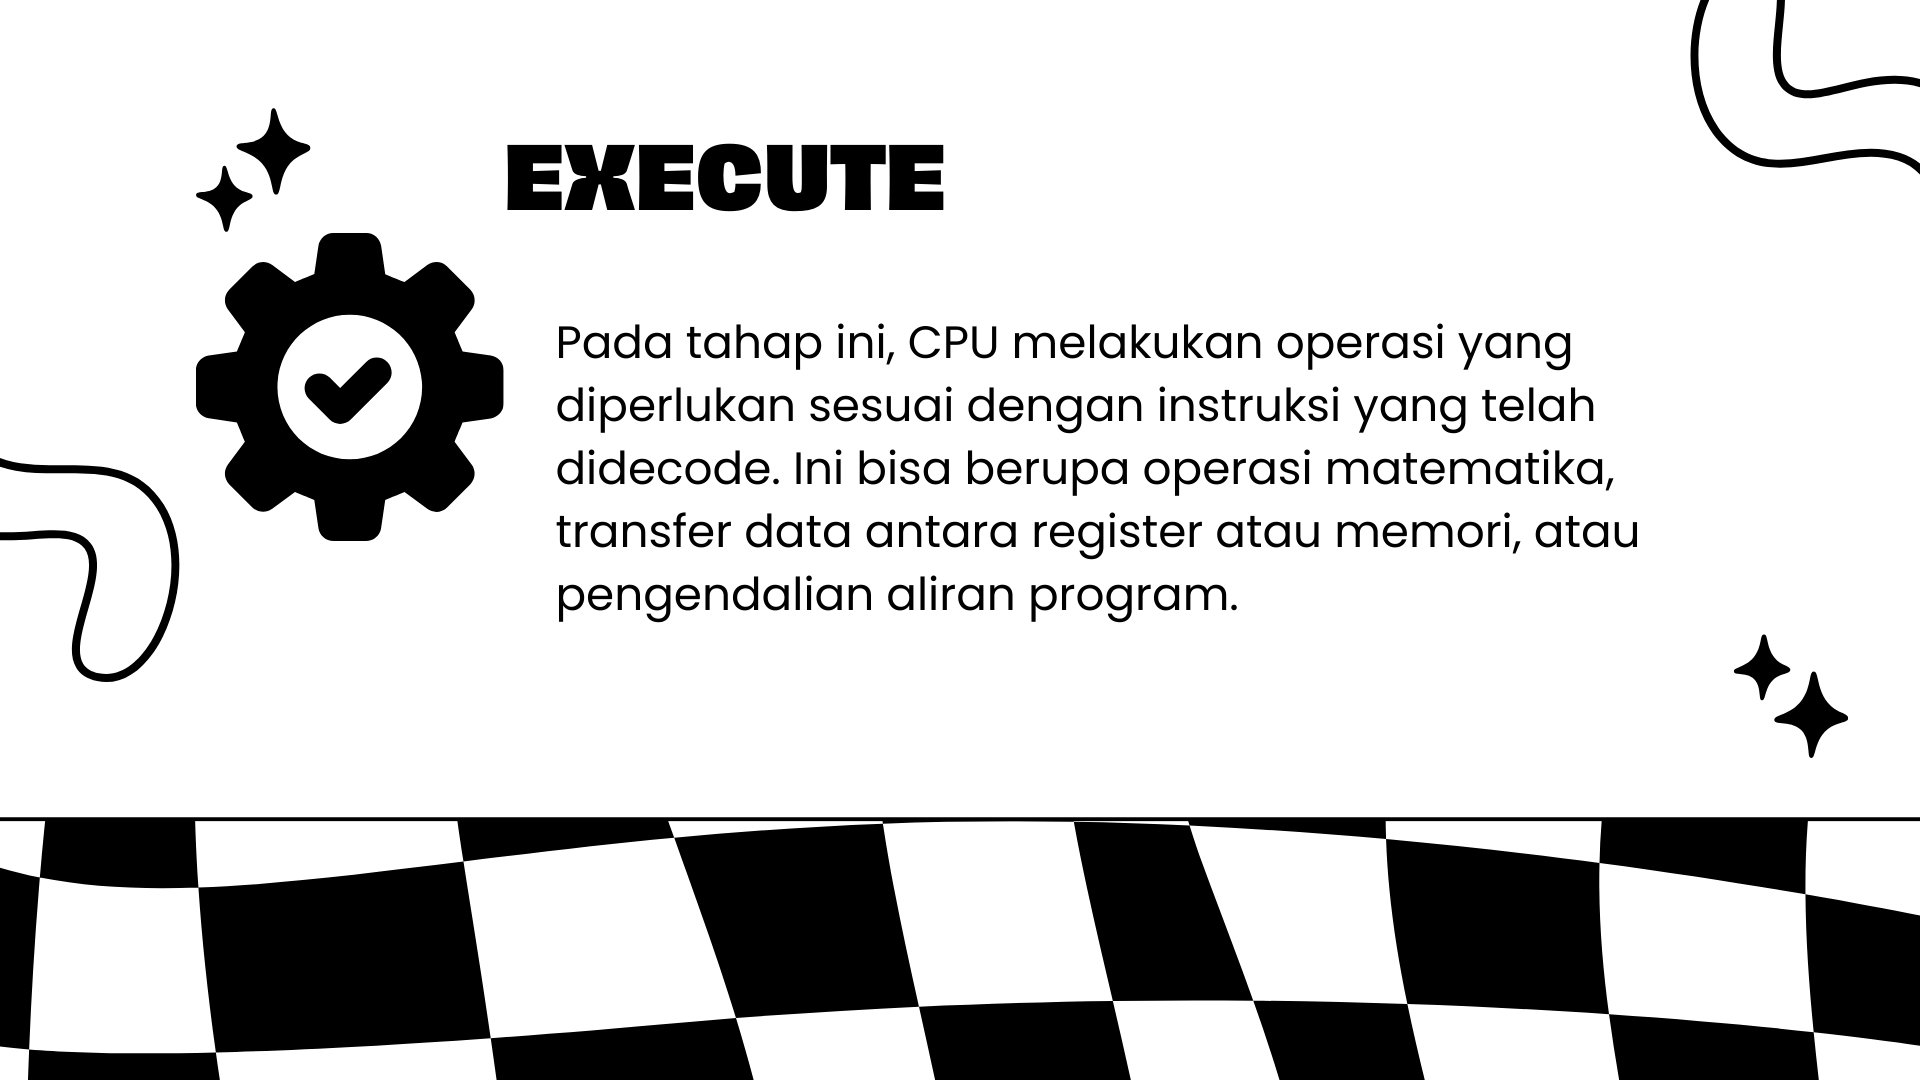 EXECUTE
Pada tahap ini, CPU melakukan operasi yang
diperlukan sesuai dengan instruksi yang telah
didecode. Ini bisa berupa operasi matematika,
transfer data antara register atau memori, atau
pengendalian aliran program.